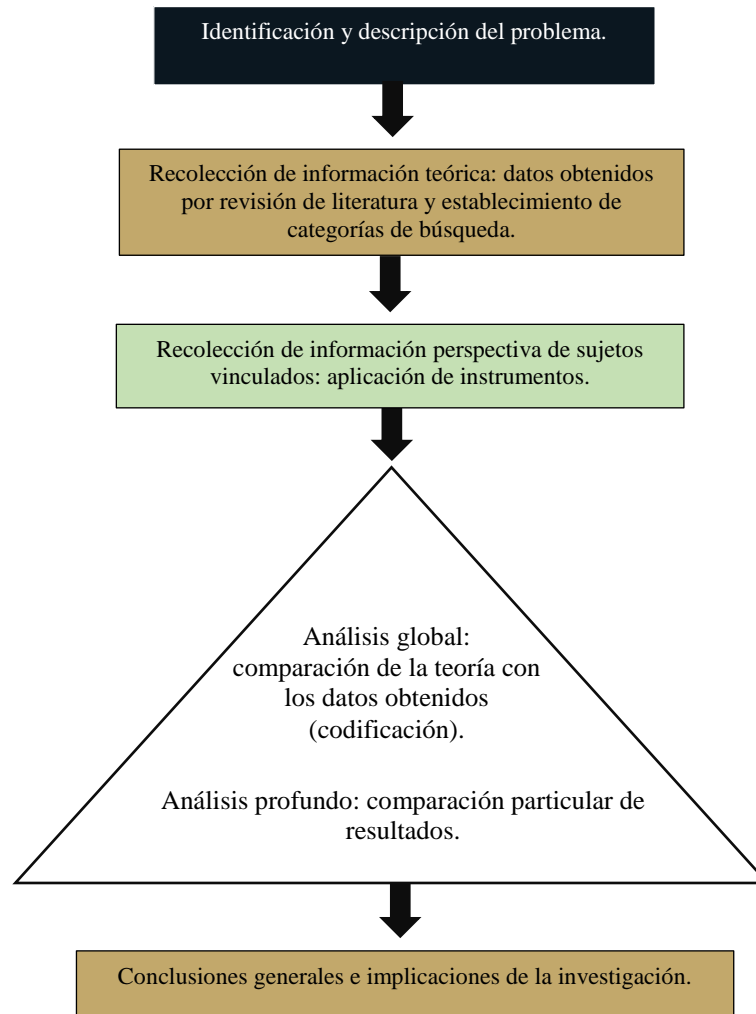 Identificación y descripción del problema.
Recolección de información teórica: datos obtenidos
por revisión de literatura y establecimiento de
categorías de búsqueda.
Recolección de información perspectiva de sujetos
vinculados: aplicación de instrumentos.
Análisis global:
comparación de la teoría con
los datos obtenidos
(codificación).
Análisis profundo: comparación particular de
resultados.
Conclusiones generales e implicaciones de la investigación.